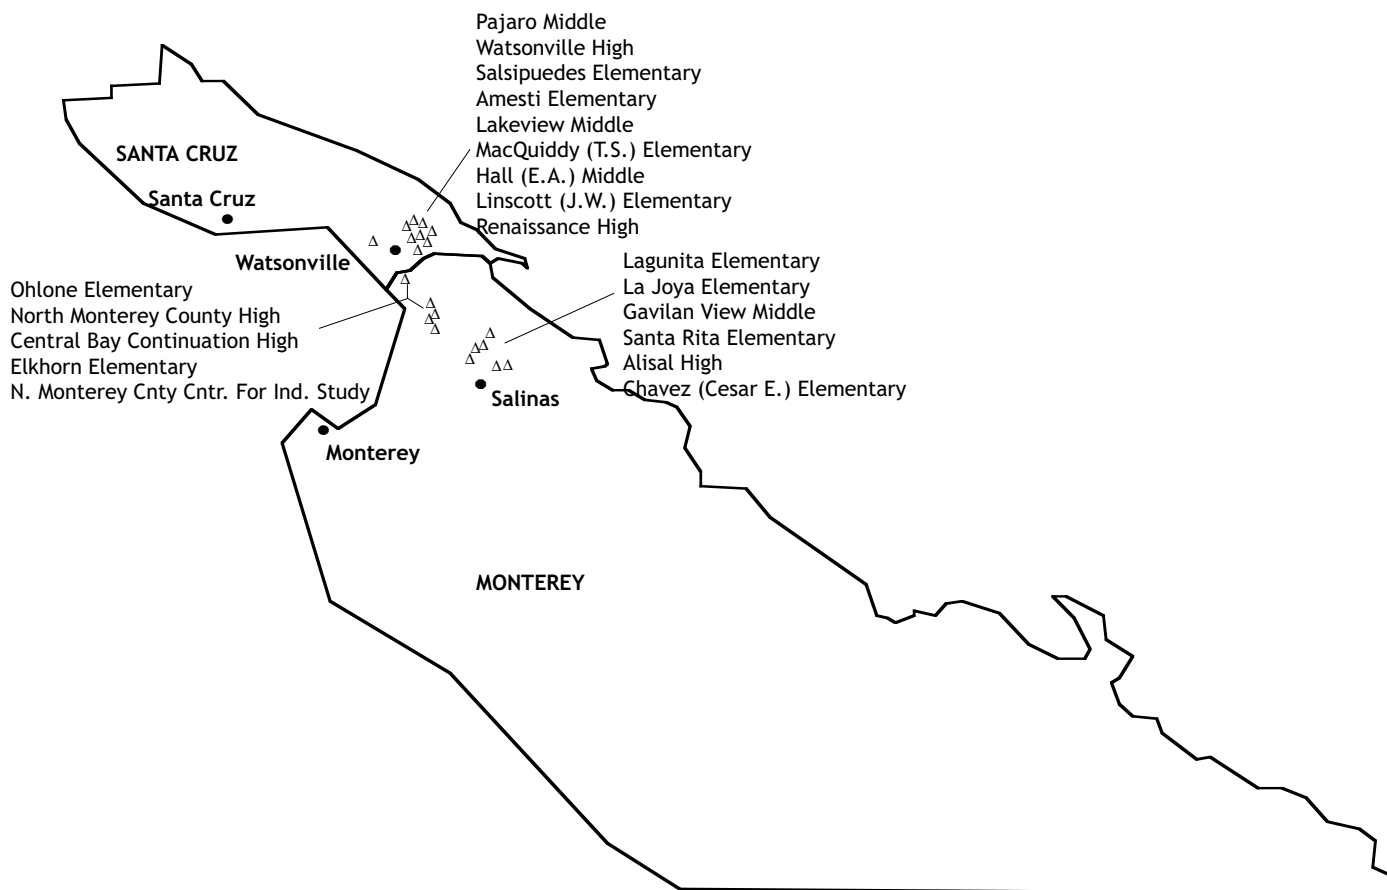 Pajaro Middle
Watsonville High
Salsipuedes Elementary
Amesti Elementary
Lakeview Middle
MacQuiddy (T.S.) Elementary
Hall (E.A.) Middle
Linscott (J.W.) Elementary
Renaissance High
SANTA CRUZ
Santa Cruz
Watsonville
Lagunita Elementary
La Joya Elementary
Gavilan View Middle
Santa Rita Elementary
Alisal High
Chavez (Cesar E.) Elementary
Ohlone Elementary
North Monterey County High
Central Bay Continuation High
Elkhorn Elementary
N. Monterey Cnty Cntr. For Ind. Study
Salinas
Monterey
MONTEREY